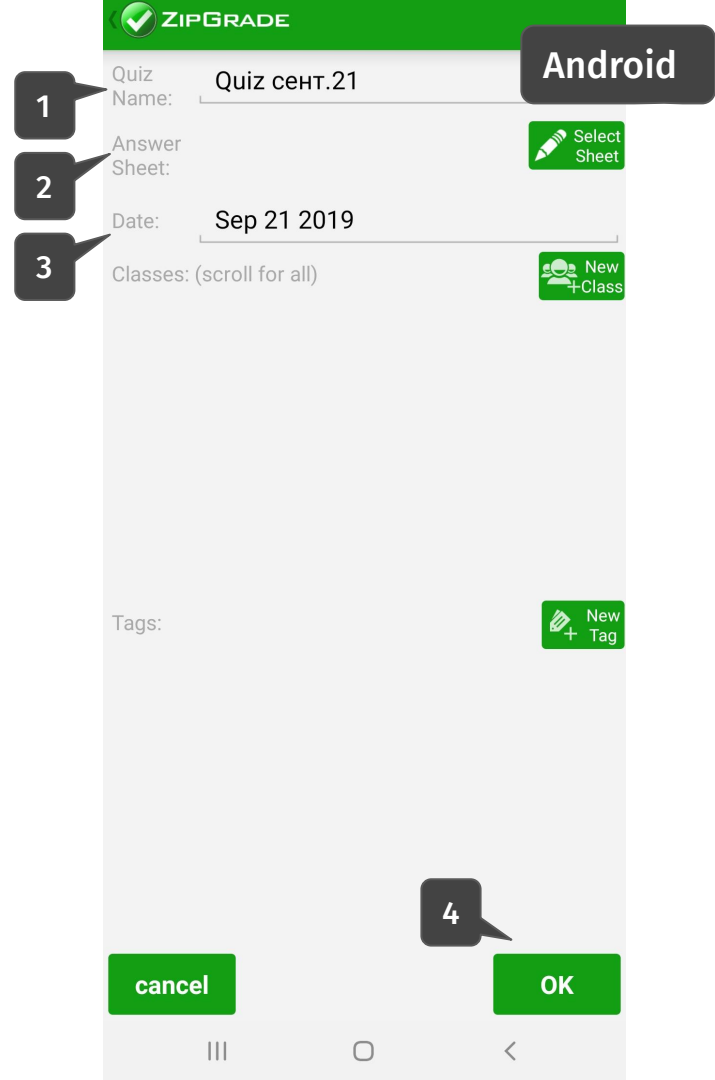 ZIPGRADE
Android
1
Quiz
Name:
Quiz сент.21
2
Answer
Sheet:
Select
Sheet
3
Date:
Sep 21 2019
Classes: (scroll for all)
New
+Class
Tags:
New
Tag
4
cancel
OK